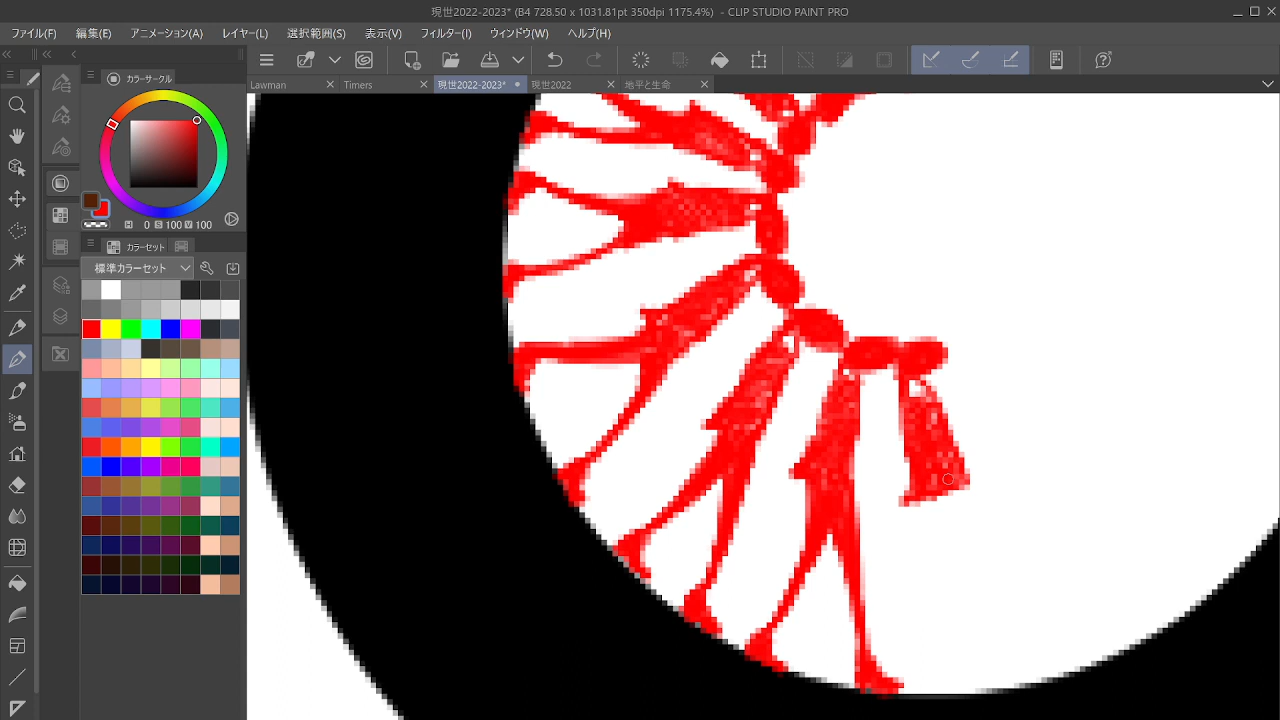 現世2022-2023* (B4 728.50 x 1031.81pt 350dpi 1175.4%) - CLIP STUDIO PAINT PRO
ファイル(F) 編集(E) アニメーション(A) レイヤー(L) 選択範囲(S) 表示(V) フィルター(I) ウィンドウ(W) ヘルプ(H)
Lawman Timers 現世2022-2023* 現世2022 地平と生命
カラーサークル
H 0 S 100 V 100
カラーセット
標準カラーセット